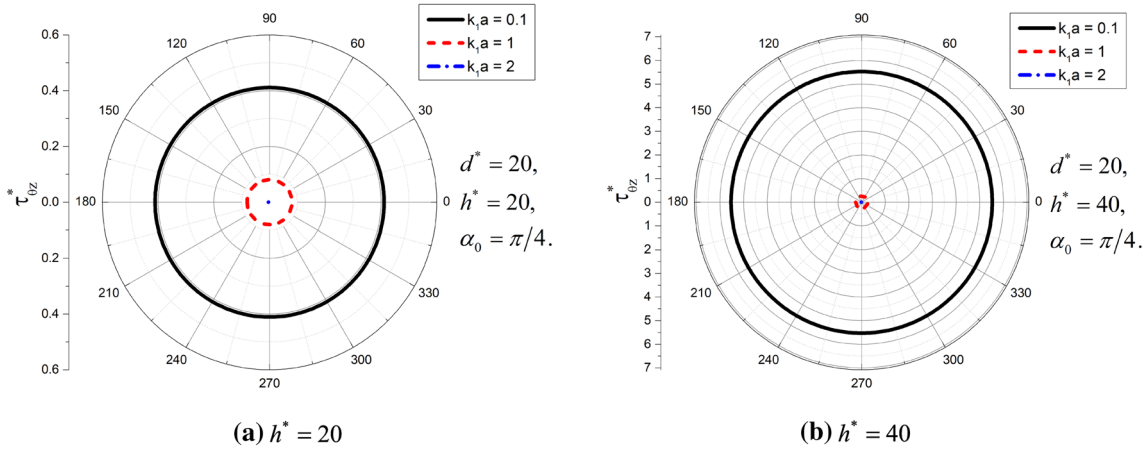 90
120
60
150
30
180
0
210
330
240
300
270
0.6
0.4
0.2
0.0
0.2
0.4
0.6
τ*θz
k1a = 0.1
k1a = 1
k1a = 2
d* = 20,
h* = 20,
α0 = π/4.
(a) h* = 20
90
120
60
150
30
180
0
210
330
240
300
270
7
6
5
4
3
2
1
0
1
2
3
4
5
6
7
τ*θz
k1a = 0.1
k1a = 1
k1a = 2
d* = 20,
h* = 40,
α0 = π/4.
(b) h* = 40